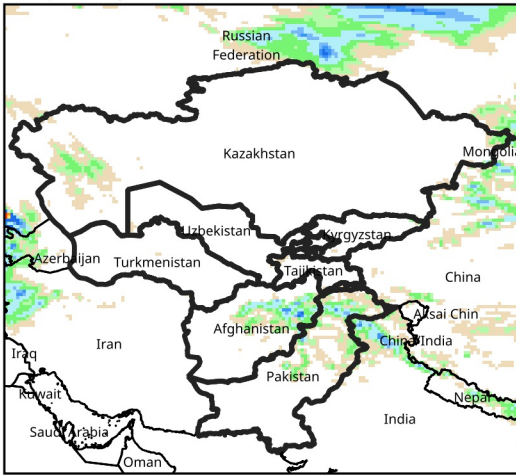 Russian
Federation
Kazakhstan
Mongolia
Uzbekistan
Kyrgyzstan
Azerbaijan
Turkmenistan
Tajikistan
China
Aksai Chin
Afghanistan
China/India
Iran
Iraq
Pakistan
Kuwait
Nepal
India
Saudi Arabia
Oman